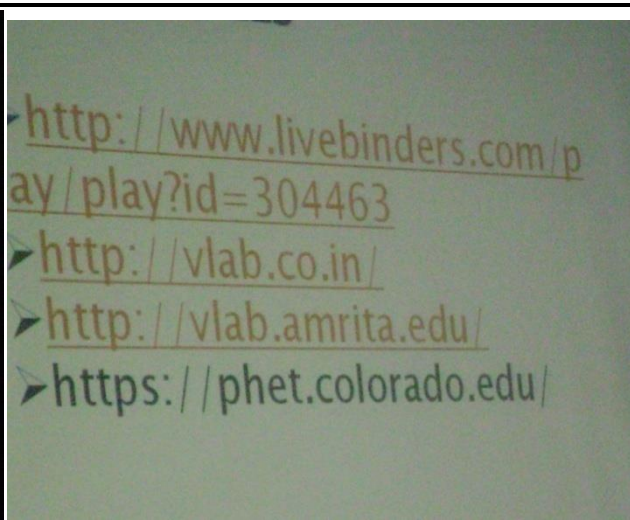 http://www.livebinders.com/p
ay/play?id=304463
http://vlab.co.in/
http://vlab.amrita.edu/
https://phet.colorado.edu/